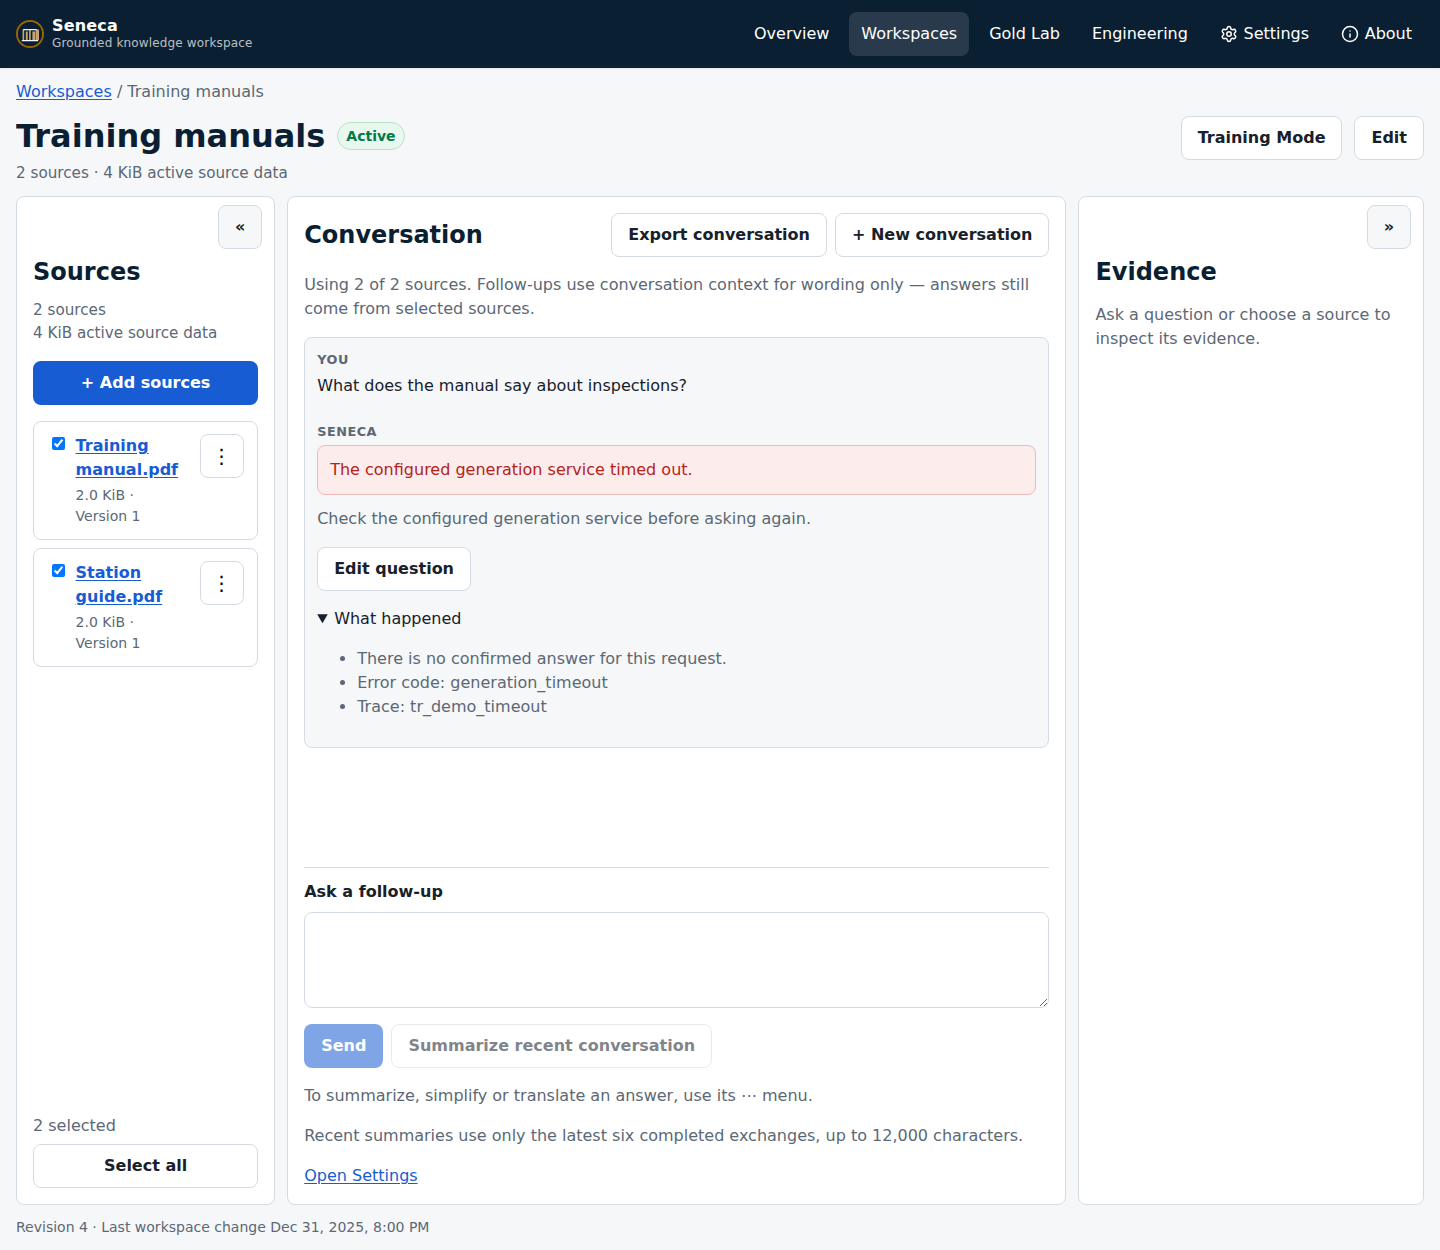 Seneca
Grounded knowledge workspace
Overview
Workspaces
Gold Lab
Engineering
Settings
About
Workspaces / Training manuals
Training manuals
Active
Training Mode
Edit
2 sources · 4 KiB active source data
«
Sources
2 sources
4 KiB active source data
+ Add sources
Training
manual.pdf
2.0 KiB ·
Version 1
⋮
Station
guide.pdf
2.0 KiB ·
Version 1
⋮
2 selected
Select all
Conversation
Export conversation
+ New conversation
Using 2 of 2 sources. Follow-ups use conversation context for wording only — answers still
come from selected sources.
YOU
What does the manual say about inspections?
SENECA
The configured generation service timed out.
Check the configured generation service before asking again.
Edit question
▼ What happened
• There is no confirmed answer for this request.
• Error code: generation_timeout
• Trace: tr_demo_timeout
Ask a follow-up
Send
Summarize recent conversation
To summarize, simplify or translate an answer, use its ··· menu.
Recent summaries use only the latest six completed exchanges, up to 12,000 characters.
Open Settings
»
Evidence
Ask a question or choose a source to
inspect its evidence.
Revision 4 · Last workspace change Dec 31, 2025, 8:00 PM